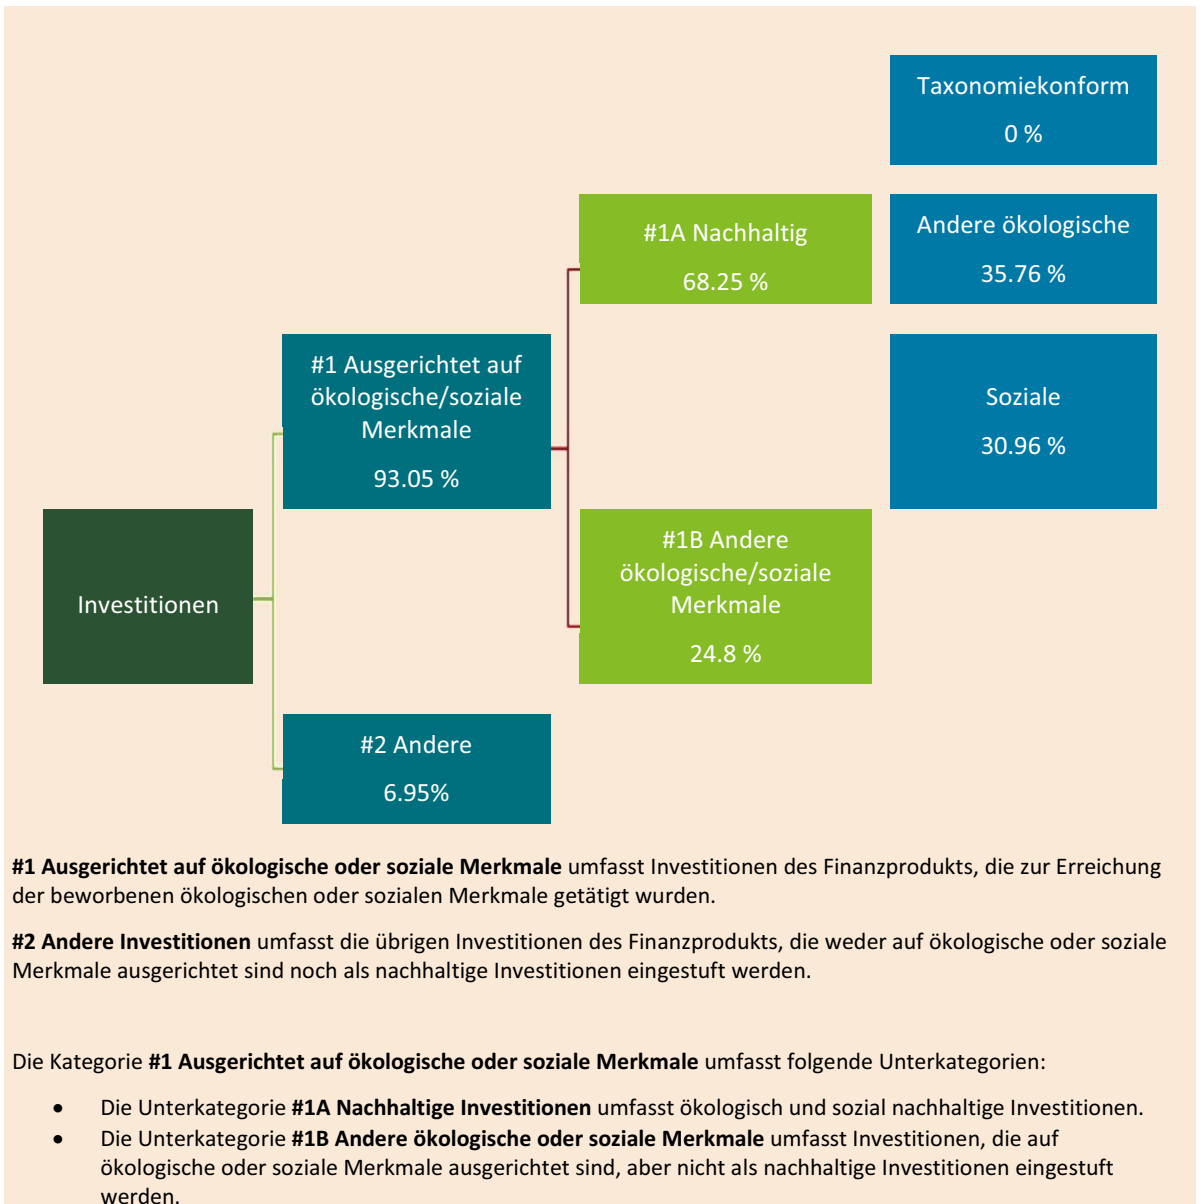 Taxonomiekonform
0 %
#1A Nachhaltig
68.25 %
Andere ökologische
35.76 %
#1 Ausgerichtet auf
ökologische/soziale
Merkmale
93.05 %
Soziale
30.96 %
Investitionen
#1B Andere
ökologische/soziale
Merkmale
24.8 %
#2 Andere
6.95%
#1 Ausgerichtet auf ökologische oder soziale Merkmale umfasst Investitionen des Finanzprodukts, die zur Erreichung
der beworbenen ökologischen oder sozialen Merkmale getätigt wurden.
#2 Andere Investitionen umfasst die übrigen Investitionen des Finanzprodukts, die weder auf ökologische oder soziale
Merkmale ausgerichtet sind noch als nachhaltige Investitionen eingestuft werden.
Die Kategorie #1 Ausgerichtet auf ökologische oder soziale Merkmale umfasst folgende Unterkategorien:
• Die Unterkategorie #1A Nachhaltige Investitionen umfasst ökologisch und sozial nachhaltige Investitionen.
• Die Unterkategorie #1B Andere ökologische oder soziale Merkmale umfasst Investitionen, die auf
ökologische oder soziale Merkmale ausgerichtet sind, aber nicht als nachhaltige Investitionen eingestuft
werden.